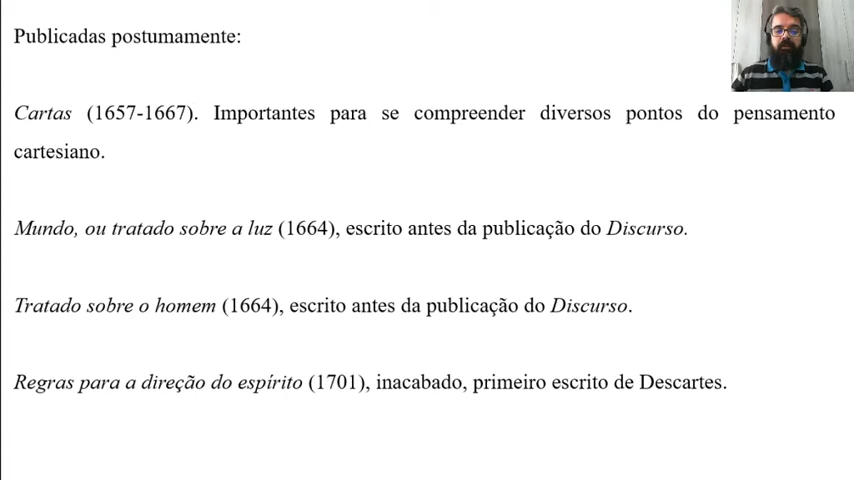 Publicadas postumamente:
Cartas (1657-1667). Importantes para se compreender diversos pontos do pensamento
cartesiano.
Mundo, ou tratado sobre a luz (1664), escrito antes da publicação do Discurso.
Tratado sobre o homem (1664), escrito antes da publicação do Discurso.
Regras para a direção do espírito (1701), inacabado, primeiro escrito de Descartes.